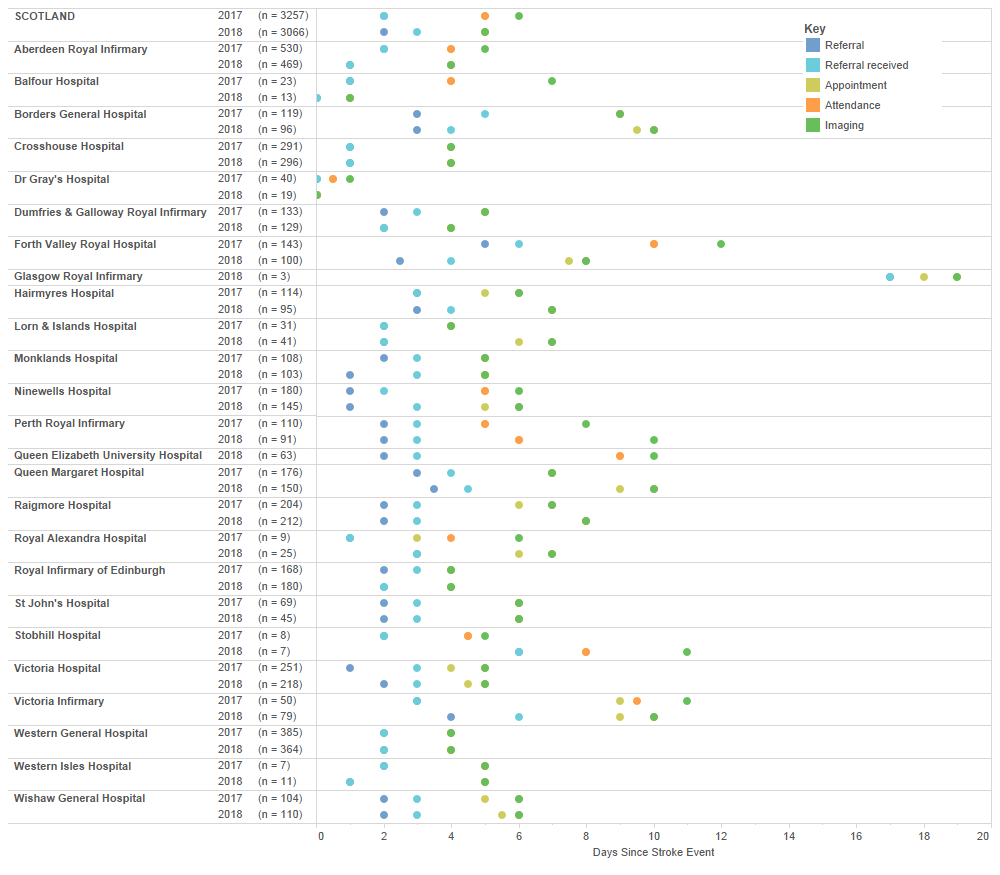 SCOTLAND 2017 (n = 3257)
2018 (n = 3066)
Key
Referral
Referral received
Appointment
Attendance
Imaging
Aberdeen Royal Infirmary 2017 (n = 530)
2018 (n = 469)
Balfour Hospital 2017 (n = 23)
2018 (n = 13)
Borders General Hospital 2017 (n = 119)
2018 (n = 96)
Crosshouse Hospital 2017 (n = 291)
2018 (n = 296)
Dr Gray's Hospital 2017 (n = 40)
2018 (n = 19)
Dumfries & Galloway Royal Infirmary 2017 (n = 133)
2018 (n = 129)
Forth Valley Royal Hospital 2017 (n = 143)
2018 (n = 100)
Glasgow Royal Infirmary 2018 (n = 3)
Hairmyres Hospital 2017 (n = 114)
2018 (n = 95)
Lorn & Islands Hospital 2017 (n = 31)
2018 (n = 41)
Monklands Hospital 2017 (n = 108)
2018 (n = 103)
Ninewells Hospital 2017 (n = 180)
2018 (n = 145)
Perth Royal Infirmary 2017 (n = 110)
2018 (n = 91)
Queen Elizabeth University Hospital 2018 (n = 63)
Queen Margaret Hospital 2017 (n = 176)
2018 (n = 150)
Raigmore Hospital 2017 (n = 204)
2018 (n = 212)
Royal Alexandra Hospital 2017 (n = 9)
2018 (n = 25)
Royal Infirmary of Edinburgh 2017 (n = 168)
2018 (n = 180)
St John's Hospital 2017 (n = 69)
2018 (n = 45)
Stobhill Hospital 2017 (n = 8)
2018 (n = 7)
Victoria Hospital 2017 (n = 251)
2018 (n = 218)
Victoria Infirmary 2017 (n = 50)
2018 (n = 79)
Western General Hospital 2017 (n = 385)
2018 (n = 364)
Western Isles Hospital 2017 (n = 7)
2018 (n = 11)
Wishaw General Hospital 2017 (n = 104)
2018 (n = 110)
0 2 4 6 8 10 12 14 16 18 20
Days Since Stroke Event